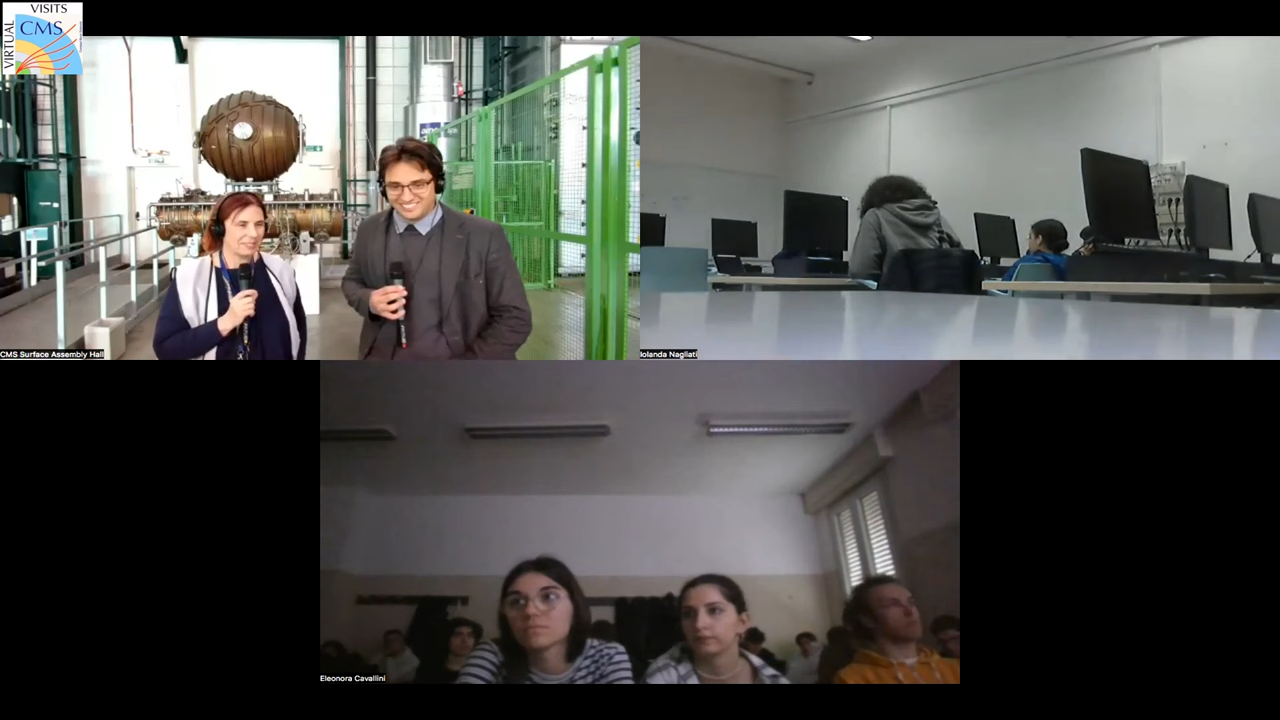 VISITS
VIRTUAL
CMS
CMS Surface Assembly Hall
Iolanda Nagliati
Eleonora Cavallini